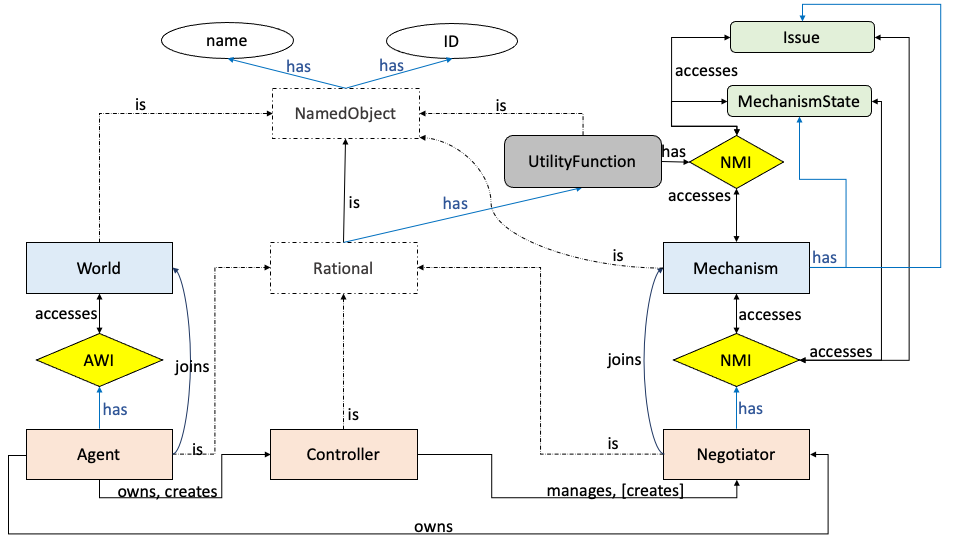 Issue
name
ID
has
has
accesses
MechanismState
is
NamedObject
is
UtilityFunction
has
NMI
is
has
accesses
World
Rational
is
Mechanism
has
accesses
accesses
AWI
joins
joins
NMI
accesses
has
is
has
Agent
is
Controller
is
Negotiator
owns, creates
manages, [creates]
owns